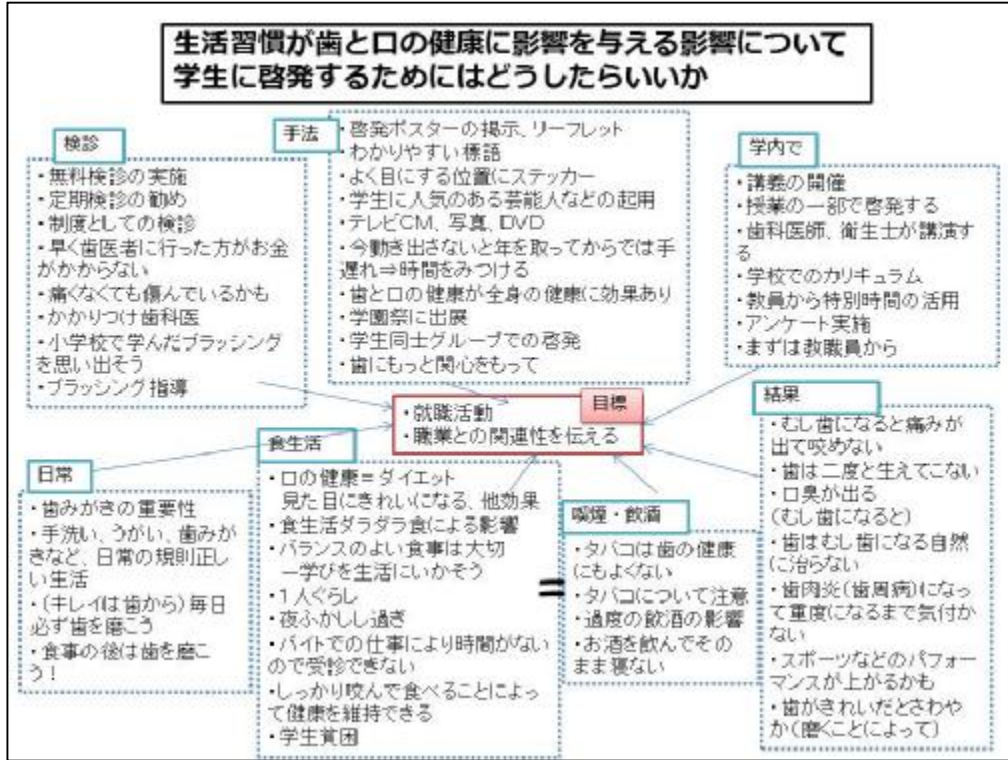 生活習慣が歯と口の健康に影響を与える影響について
学生に啓発するためにはどうしたらいいか
検診
・無料検診の実施
・定期検診の勧め
・制度としての検診
・早く歯医者に行った方がお金
がかからない
・痛くなくても傷んでいるかも
・かかりつけ歯科医
・小学校で学んだブラッシング
を思い出そう
・ブラッシング指導
手法
・啓発ポスターの掲示、リーフレット
・わかりやすい標語
・よく目にする位置にステッカー
・学生に人気のある芸能人などの起用
・テレビCM、写真、DVD
・今動き出さないと年を取ってからでは手
遅れ⇒時間をみつける
・歯と口の健康が全身の健康に効果あり
・学園祭に出展
・学生同士グループでの啓発
・歯にもっと関心をもって
学内で
・講義の開催
・授業の一部で啓発する
・歯科医師、衛生士が講演す
る
・学校でのカリキュラム
・教員から特別時間の活用
・アンケート実施
・まずは教職員から
目標
・就職活動
・職業との関連性を伝える
日常
・歯みがきの重要性
・手洗い、うがい、歯みが
きなど、日常の規則正し
い生活
・(キレイは歯から)毎日
必ず歯を磨こう
・食事の後は歯を磨こ
う！
食生活
・口の健康＝ダイエット
見た目にきれいになる、他効果
・食生活ダラダラ食による影響
・バランスのよい食事は大切
ー学びを生活にいかそう
・1人ぐらし
・夜ふかしし過ぎ
・バイトでの仕事により時間がない
ので受診できない
・しっかり咬んで食べることによっ
て健康を維持できる
・学生貧困
＝
喫煙・飲酒
・タバコは歯の健康
にもよくない
・タバコについて注意
・過度の飲酒の影響
・お酒を飲んでその
まま寝ない
結果
・むし歯になると痛みが
出て咬めない
・歯は二度と生えてこない
・口臭が出る
(むし歯になると)
・歯はむし歯になる自然
に治らない
・歯肉炎(歯周病)になっ
て重度になるまで気付か
ない
・スポーツなどのパフォー
マンスが上がるかも
・歯がきれいだとさわや
か(磨くことによって)